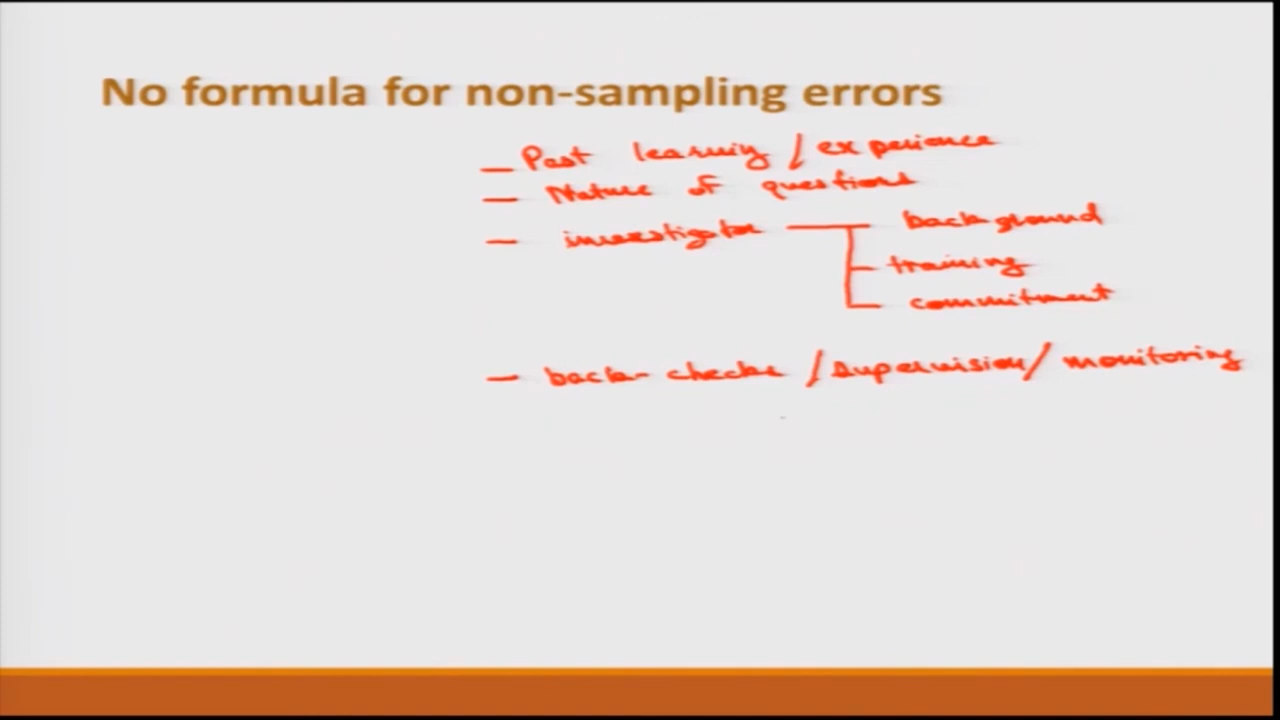 No formula for non-sampling errors
— Past learning / experience
— Nature of questions
— investigator — background
— training
— commitment
— back-checks / supervision / monitoring